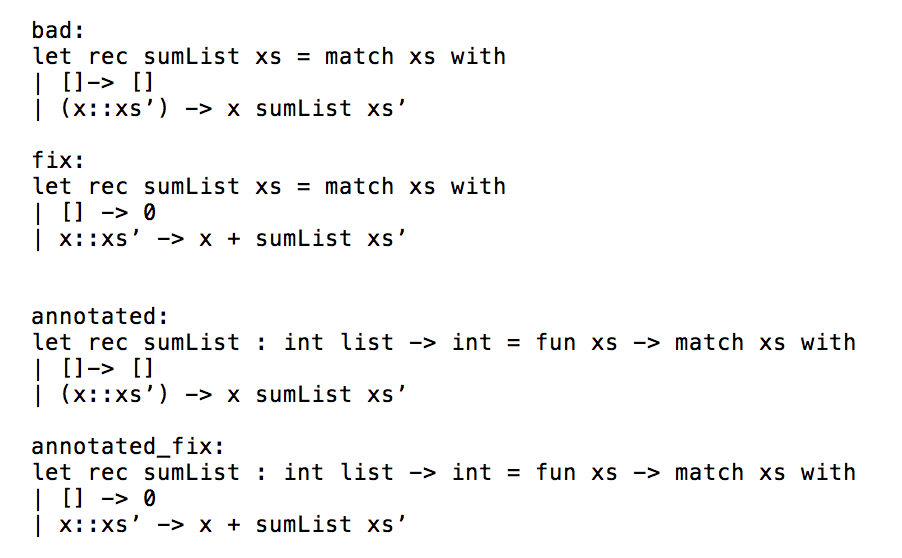 bad:
let rec sumList xs = match xs with
| []-> []
| (x::xs’) -> x sumList xs’
fix:
let rec sumList xs = match xs with
| [] -> 0
| x::xs’ -> x + sumList xs’
annotated:
let rec sumList : int list -> int = fun xs -> match xs with
| []-> []
| (x::xs’) -> x sumList xs’
annotated_fix:
let rec sumList : int list -> int = fun xs -> match xs with
| [] -> 0
| x::xs’ -> x + sumList xs’